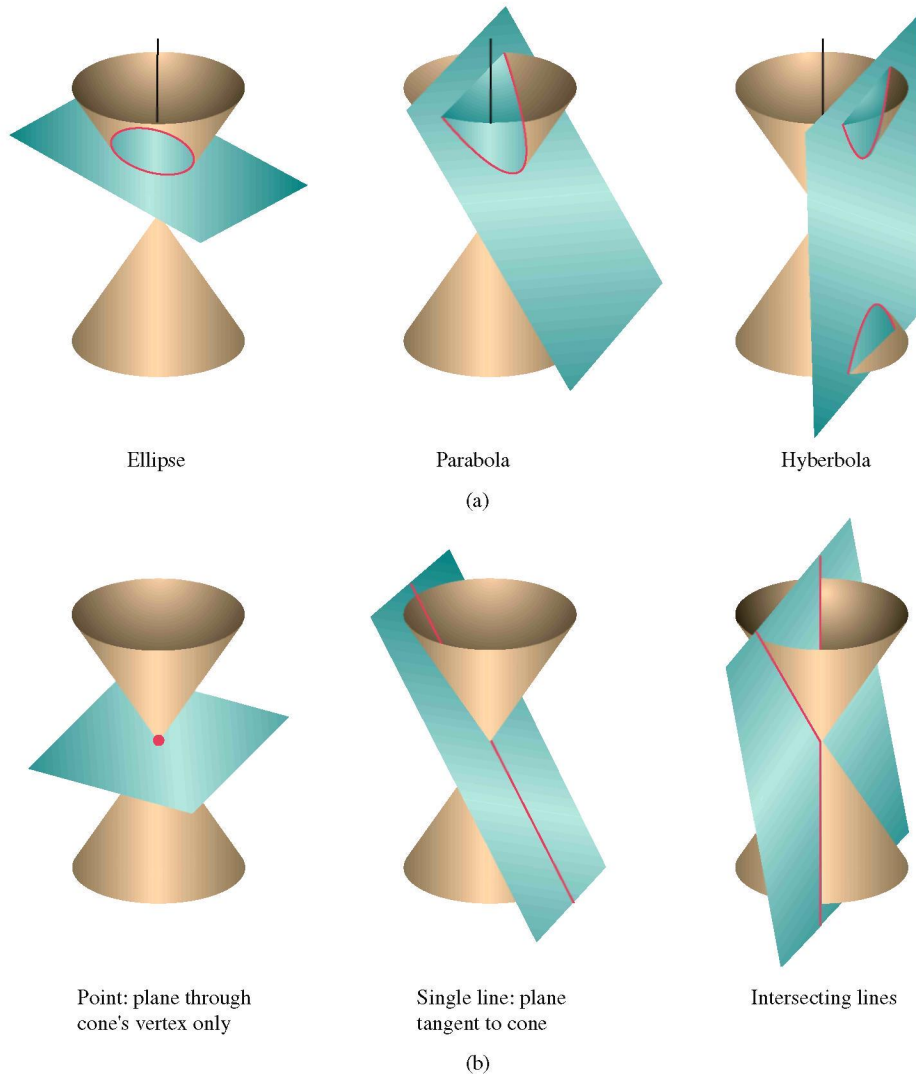 Ellipse
Parabola
Hyberbola
(a)
Point: plane through
cone's vertex only
Single line: plane
tangent to cone
Intersecting lines
(b)